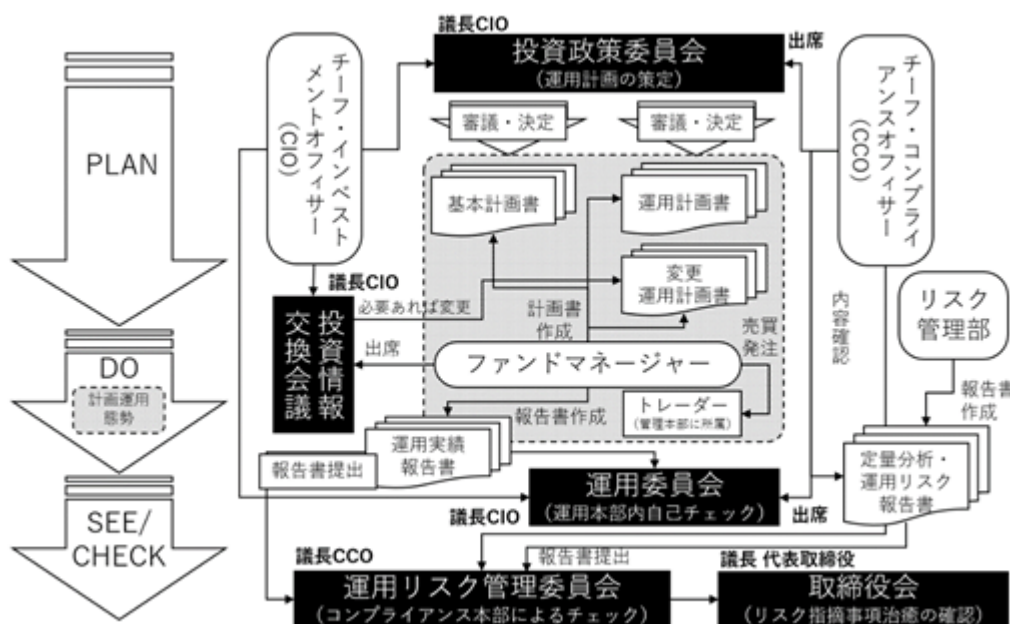 PLAN
DO
計画運用
態勢
SEE/
CHECK
チーフ・インベスト
メントオフィサー
(CIO)
議長CIO
投資政策委員会
(運用計画の策定)
出席
チーフ・コンプライ
アンスオフィサー
(CCO)
審議・決定
審議・決定
基本計画書
運用計画書
変更
運用計画書
議長CIO
必要あれば変更
計画書
作成
売買
発注
内容確認
リスク
管理部
投資情報
交換会議
出席
ファンドマネージャー
報告書作成
トレーダー
(管理本部に所属)
報告書
作成
運用実績
報告書
報告書提出
定量分析・
運用リスク
報告書
運用委員会
(運用本部内自己チェック)
議長CIO
出席
議長CCO
報告書提出
議長 代表取締役
運用リスク管理委員会
(コンプライアンス本部によるチェック)
取締役会
(リスク指摘事項治癒の確認)